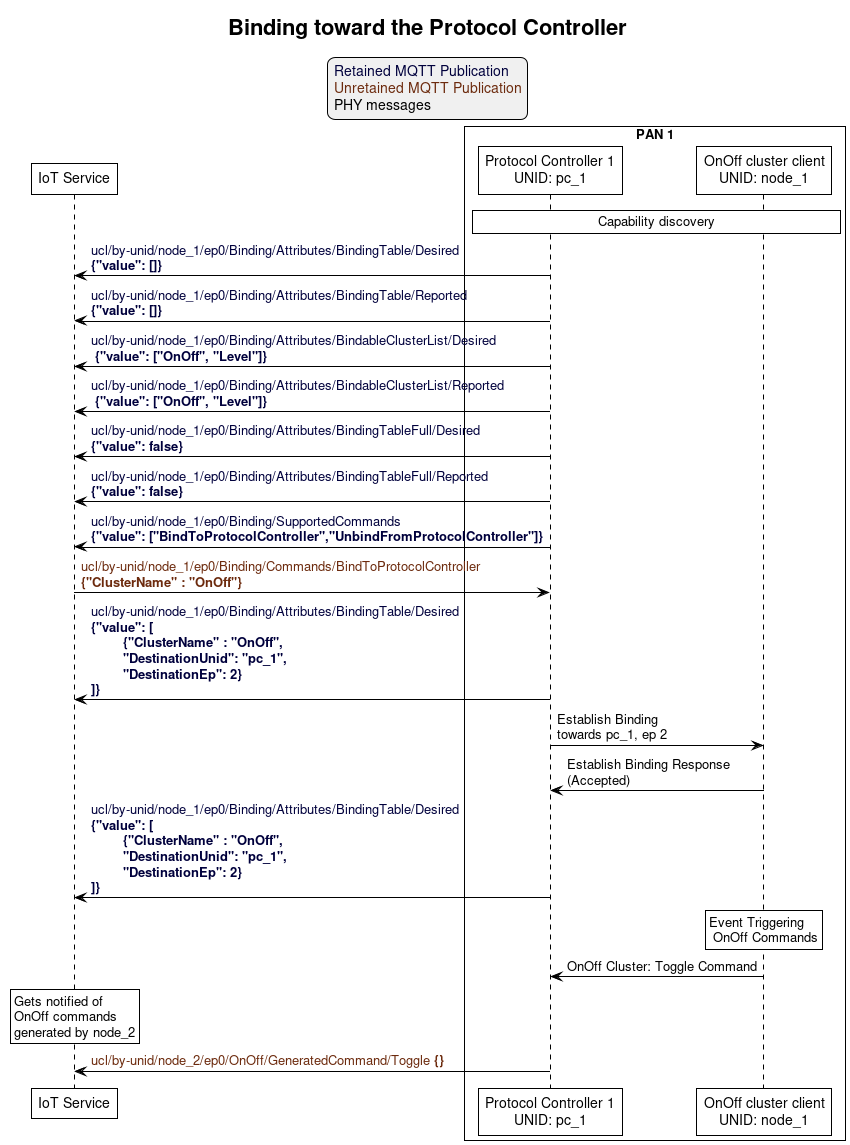 Binding toward the Protocol Controller
Retained MQTT Publication
Unretained MQTT Publication
PHY messages
PAN 1
IoT Service
Protocol Controller 1
UNID: pc_1
OnOff cluster client
UNID: node_1
Capability discovery
ucl/by-unid/node_1/ep0/Binding/Attributes/BindingTable/Desired
{"value": []}
ucl/by-unid/node_1/ep0/Binding/Attributes/BindingTable/Reported
{"value": []}
ucl/by-unid/node_1/ep0/Binding/Attributes/BindableClusterList/Desired
{"value": ["OnOff", "Level"]}
ucl/by-unid/node_1/ep0/Binding/Attributes/BindableClusterList/Reported
{"value": ["OnOff", "Level"]}
ucl/by-unid/node_1/ep0/Binding/Attributes/BindingTableFull/Desired
{"value": false}
ucl/by-unid/node_1/ep0/Binding/Attributes/BindingTableFull/Reported
{"value": false}
ucl/by-unid/node_1/ep0/Binding/SupportedCommands
{"value": ["BindToProtocolController","UnbindFromProtocolController"]}
ucl/by-unid/node_1/ep0/Binding/Commands/BindToProtocolController
{"ClusterName" : "OnOff"}
ucl/by-unid/node_1/ep0/Binding/Attributes/BindingTable/Desired
{"value": [
{"ClusterName" : "OnOff",
"DestinationUnid": "pc_1",
"DestinationEp": 2}
]}
Establish Binding
towards pc_1, ep 2
Establish Binding Response
(Accepted)
ucl/by-unid/node_1/ep0/Binding/Attributes/BindingTable/Desired
{"value": [
{"ClusterName" : "OnOff",
"DestinationUnid": "pc_1",
"DestinationEp": 2}
]}
Event Triggering
OnOff Commands
OnOff Cluster: Toggle Command
Gets notified of
OnOff commands
generated by node_2
ucl/by-unid/node_2/ep0/OnOff/GeneratedCommand/Toggle {}
IoT Service
Protocol Controller 1
UNID: pc_1
OnOff cluster client
UNID: node_1